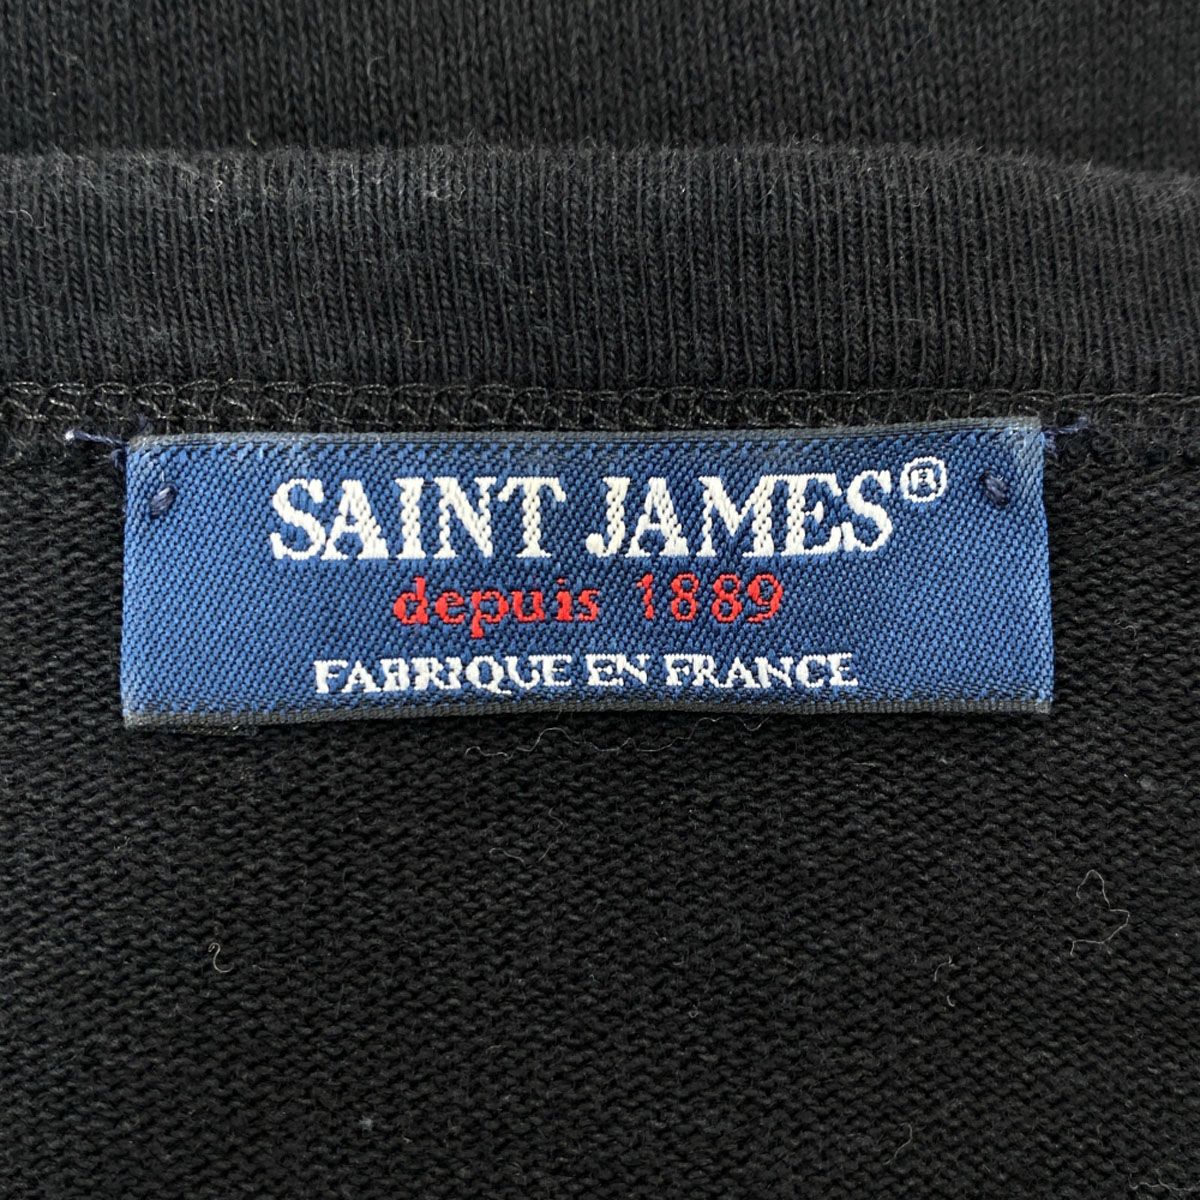 SAINT JAMES®
depuis 1889
FABRIQUE EN FRANCE